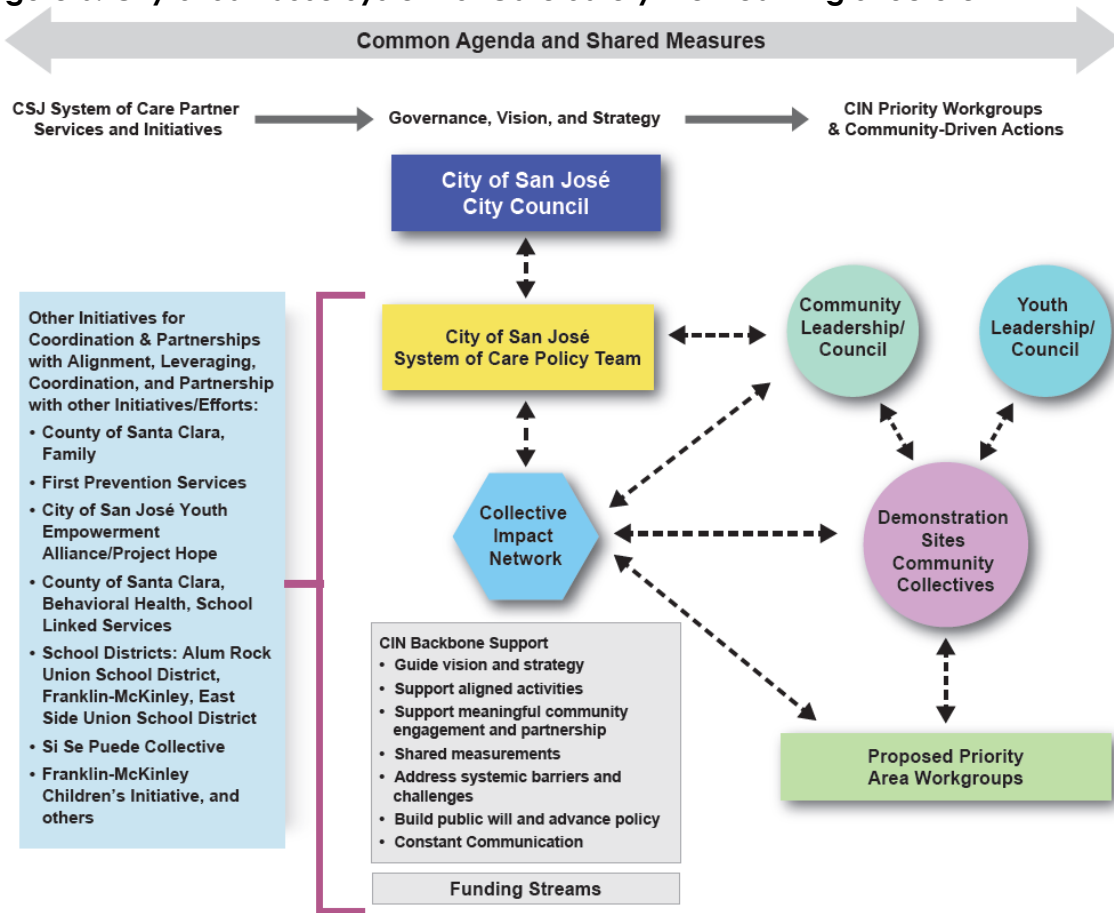 Common Agenda and Shared Measures
CSJ System of Care Partner
Services and Initiatives
Governance, Vision, and Strategy
CIN Priority Workgroups
& Community-Driven Actions
City of San José
City Council
Other Initiatives for
Coordination & Partnerships
with Alignment, Leveraging,
Coordination, and Partnership
with other Initiatives/Efforts:
• County of Santa Clara,
Family
• First Prevention Services
• City of San José Youth
Empowerment
Alliance/Project Hope
• County of Santa Clara,
Behavioral Health, School
Linked Services
• School Districts: Alum Rock
Union School District,
Franklin-McKinley, East
Side Union School District
• Si Se Puede Collective
• Franklin-McKinley
Children's Initiative, and
others
City of San José
System of Care Policy Team
Community
Leadership/
Council
Youth
Leadership/
Council
Collective
Impact
Network
Demonstration
Sites
Community
Collectives
CIN Backbone Support
• Guide vision and strategy
• Support aligned activities
• Support meaningful community
engagement and partnership
• Shared measurements
• Address systemic barriers and
challenges
• Build public will and advance policy
• Constant Communication
Proposed Priority
Area Workgroups
Funding Streams